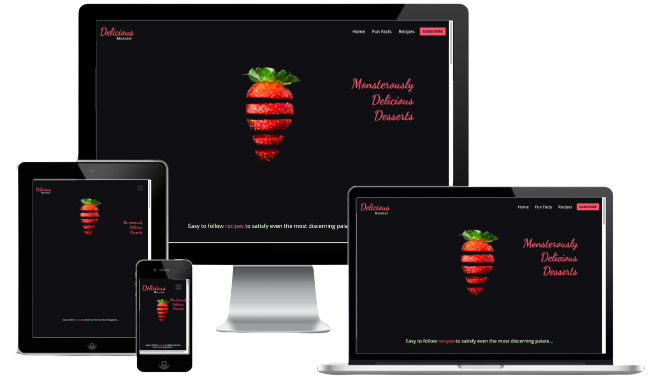 Delicious
Monster
Home Fun Facts Recipes SUBSCRIBE
Monsterously
Delicious
Desserts
Easy to follow recipes to satisfy even the most discerning pala
Delicious
Monster
Monsterously
Delicious
Desserts
Delicious
Monster
Monsterously
Delicious
Desserts
Delicious
Monster
Home Fun Facts Recipes SUBSCRIBE
Monsterously
Delicious
Desserts
Easy to follow recipes to satisfy even the most discerning palate...